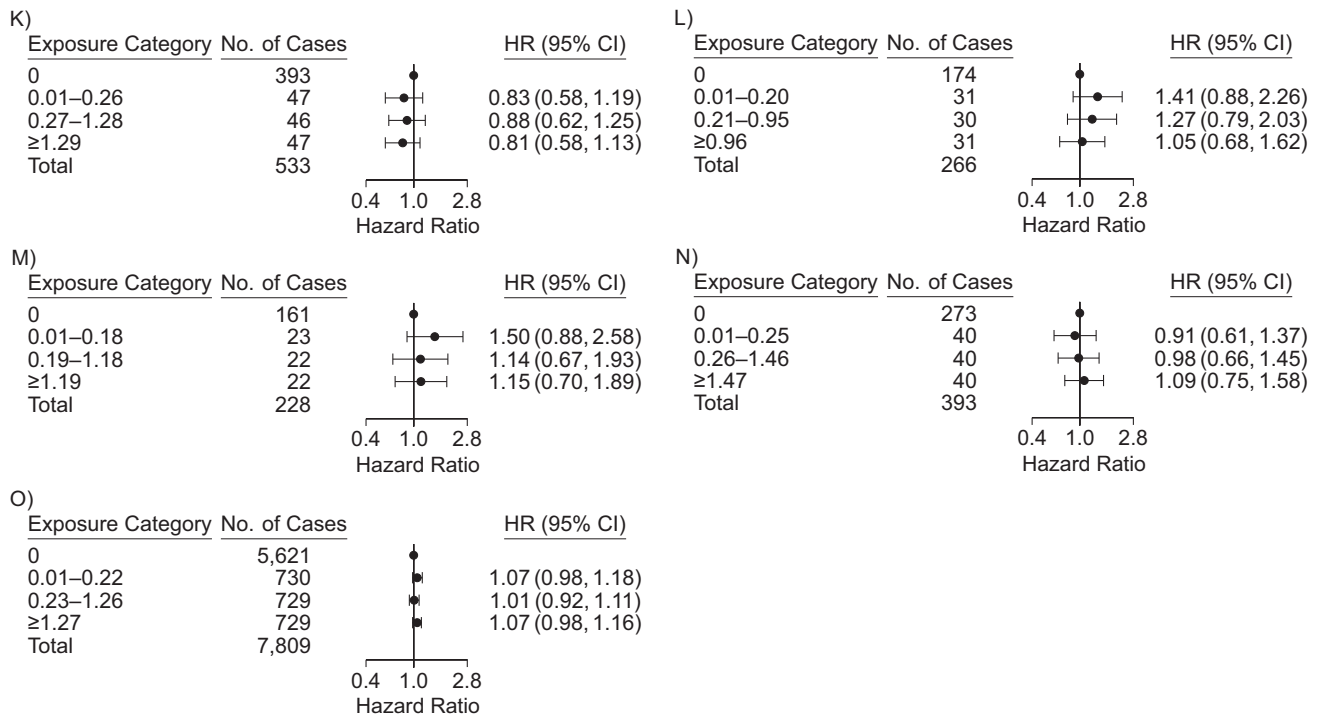 K)
Exposure Category No. of Cases HR (95% CI)
0 393
0.01–0.26 47 0.83 (0.58, 1.19)
0.27–1.28 46 0.88 (0.62, 1.25)
≥1.29 47 0.81 (0.58, 1.13)
Total 533
0.4 1.0 2.8
Hazard Ratio
L)
Exposure Category No. of Cases HR (95% CI)
0 174
0.01–0.20 31 1.41 (0.88, 2.26)
0.21–0.95 30 1.27 (0.79, 2.03)
≥0.96 31 1.05 (0.68, 1.62)
Total 266
0.4 1.0 2.8
Hazard Ratio
M)
Exposure Category No. of Cases HR (95% CI)
0 161
0.01–0.18 23 1.50 (0.88, 2.58)
0.19–1.18 22 1.14 (0.67, 1.93)
≥1.19 22 1.15 (0.70, 1.89)
Total 228
0.4 1.0 2.8
Hazard Ratio
N)
Exposure Category No. of Cases HR (95% CI)
0 273
0.01–0.25 40 0.91 (0.61, 1.37)
0.26–1.46 40 0.98 (0.66, 1.45)
≥1.47 40 1.09 (0.75, 1.58)
Total 393
0.4 1.0 2.8
Hazard Ratio
O)
Exposure Category No. of Cases HR (95% CI)
0 5,621
0.01–0.22 730 1.07 (0.98, 1.18)
0.23–1.26 729 1.01 (0.92, 1.11)
≥1.27 729 1.07 (0.98, 1.16)
Total 7,809
0.4 1.0 2.8
Hazard Ratio